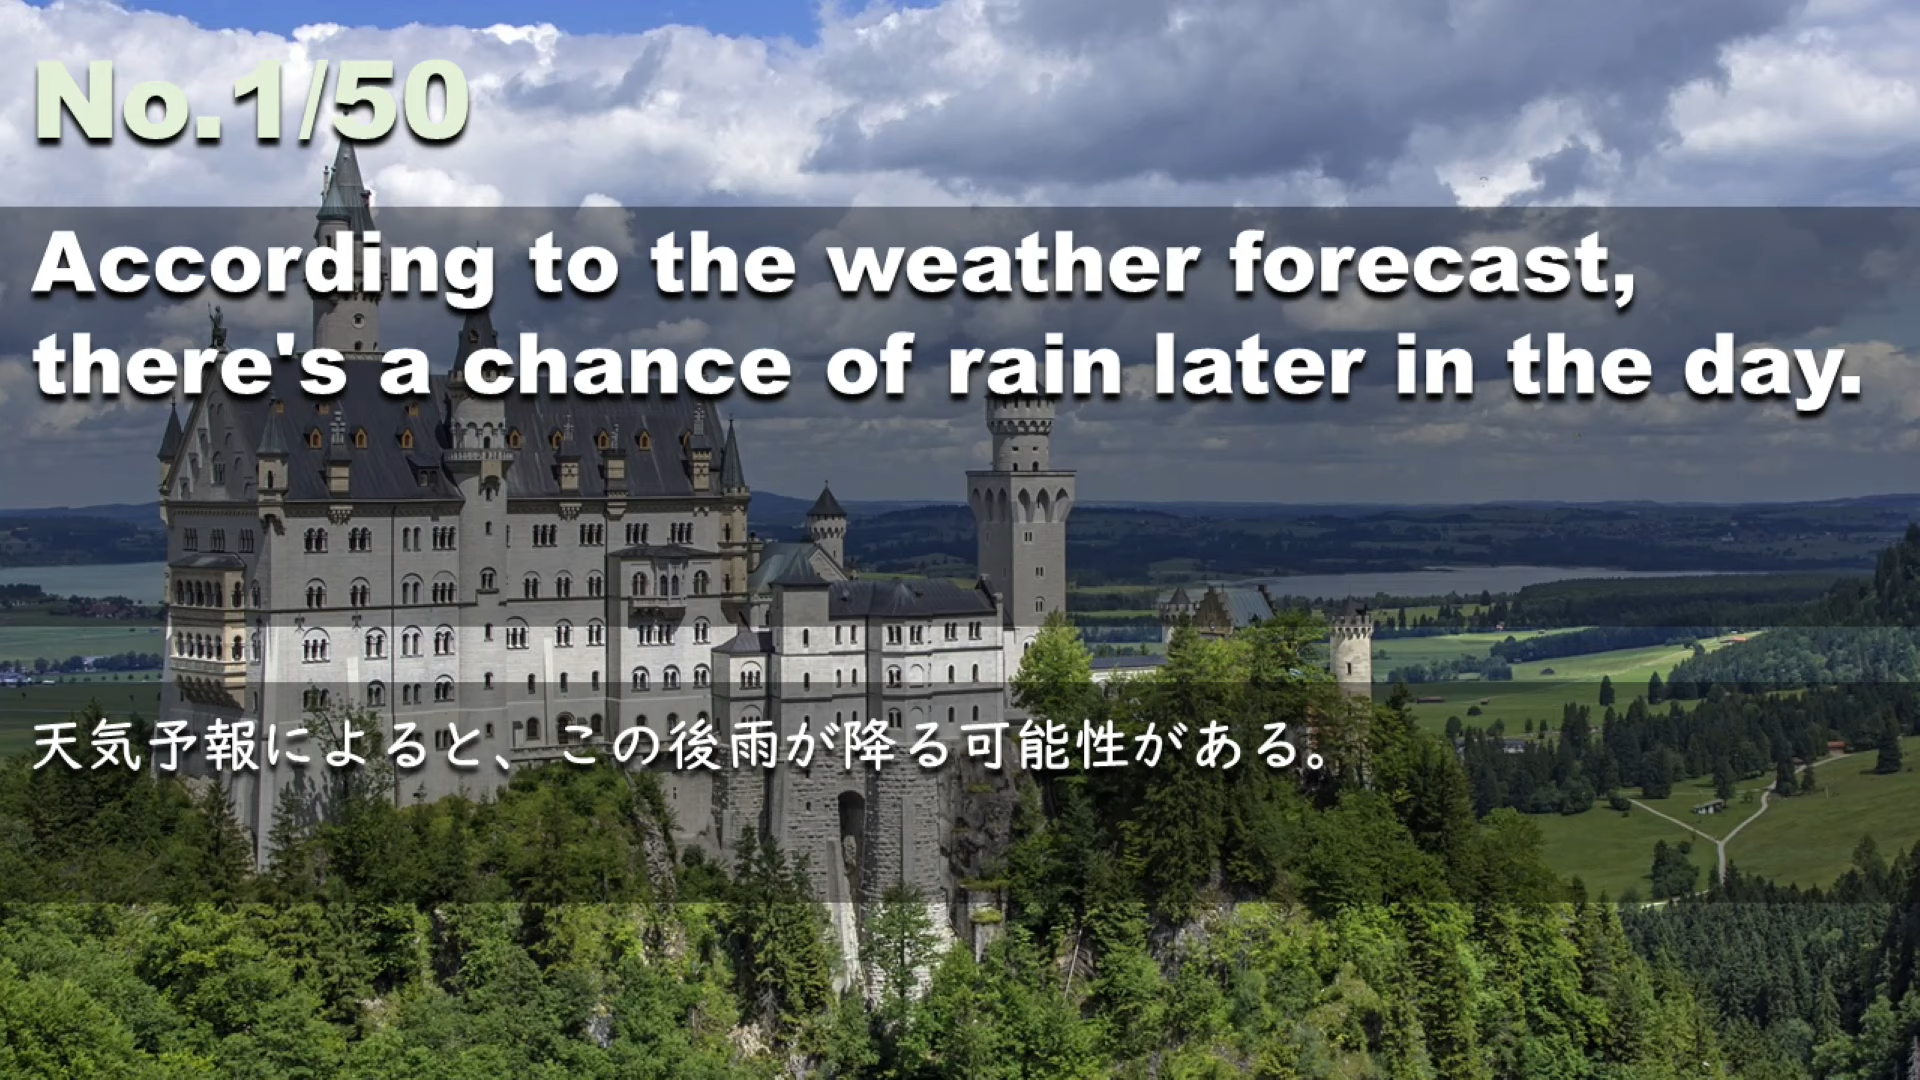 No.1/50
According to the weather forecast,
there's a chance of rain later in the day.
天気予報によると、この後雨が降る可能性がある。